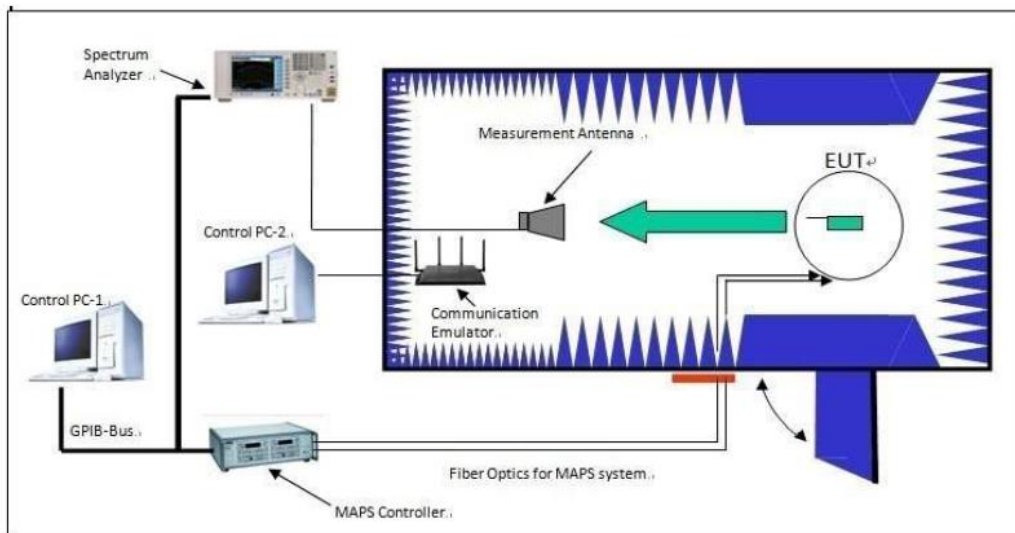 Spectrum
Analyzer
Measurement Antenna
EUT
Control PC-2
Control PC-1
Communication
Emulator
GPIB-Bus
Fiber Optics for MAPS system
MAPS Controller